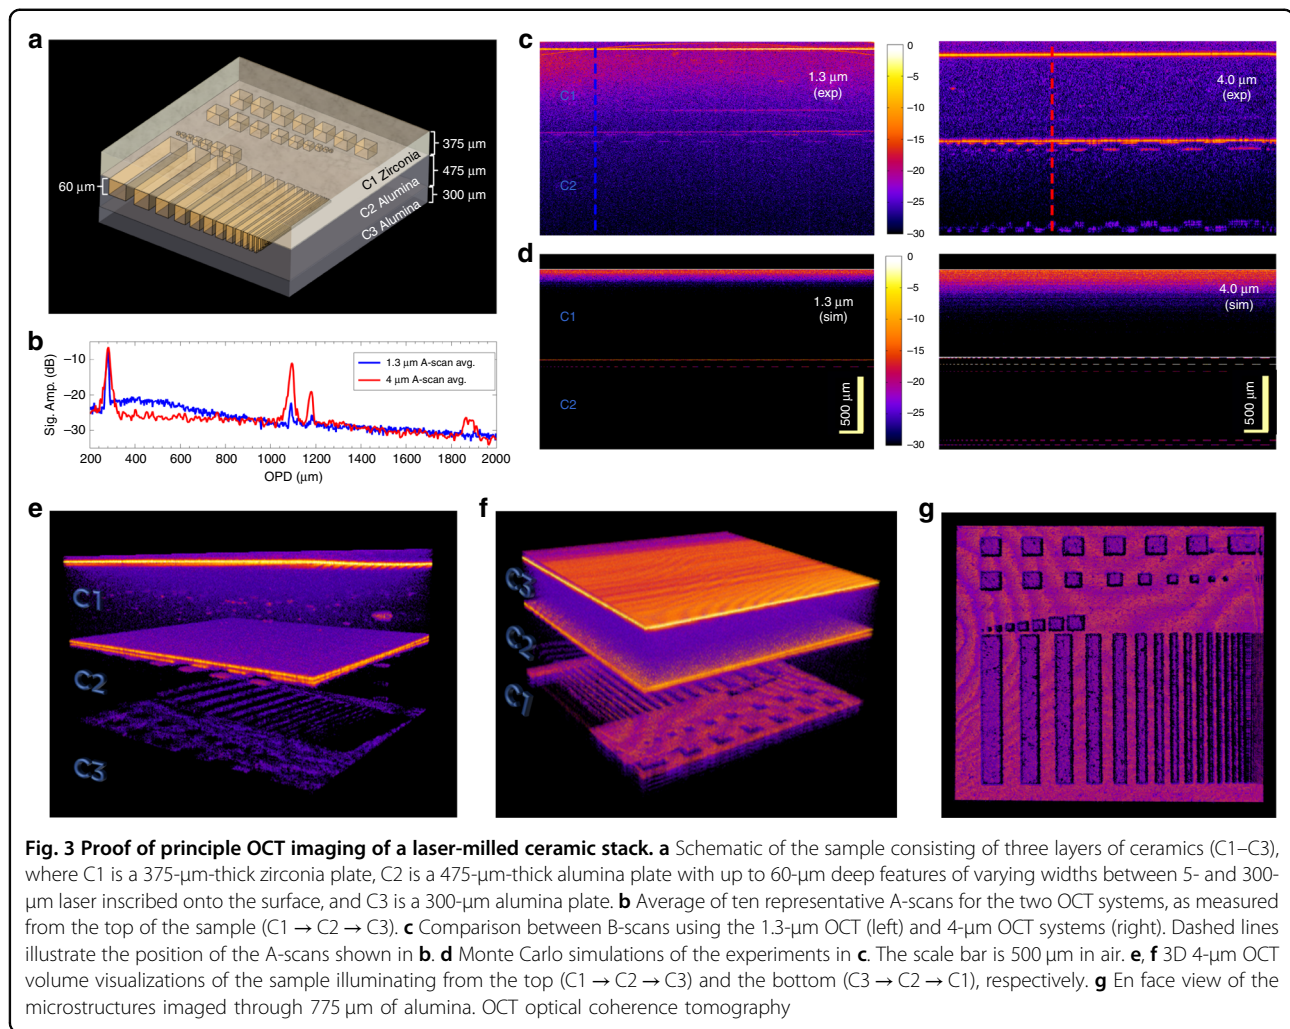 a
375 μm
475 μm
300 μm
60 μm
C1 Zirconia
C2 Alumina
C3 Alumina
b
Sig. Amp. (dB)
−10
−20
−30
1.3 μm A-scan avg.
4 μm A-scan avg.
200 400 600 800 1000 1200 1400 1600 1800 2000
OPD (μm)
c
C1
C2
1.3 μm
(exp)
0
−5
−10
−15
−20
−25
−30
4.0 μm
(exp)
d
C1
C2
1.3 μm
(sim)
500 μm
0
−5
−10
−15
−20
−25
−30
4.0 μm
(sim)
500 μm
e
C1
C2
C3
f
C3
C2
C1
g
Fig. 3 Proof of principle OCT imaging of a laser-milled ceramic stack. a Schematic of the sample consisting of three layers of ceramics (C1–C3),
where C1 is a 375-μm-thick zirconia plate, C2 is a 475-μm-thick alumina plate with up to 60-μm deep features of varying widths between 5- and 300-
μm laser inscribed onto the surface, and C3 is a 300-μm alumina plate. b Average of ten representative A-scans for the two OCT systems, as measured
from the top of the sample (C1 → C2 → C3). c Comparison between B-scans using the 1.3-μm OCT (left) and 4-μm OCT systems (right). Dashed lines
illustrate the position of the A-scans shown in b. d Monte Carlo simulations of the experiments in c. The scale bar is 500 μm in air. e, f 3D 4-μm OCT
volume visualizations of the sample illuminating from the top (C1 → C2 → C3) and the bottom (C3 → C2 → C1), respectively. g En face view of the
microstructures imaged through 775 μm of alumina. OCT optical coherence tomography